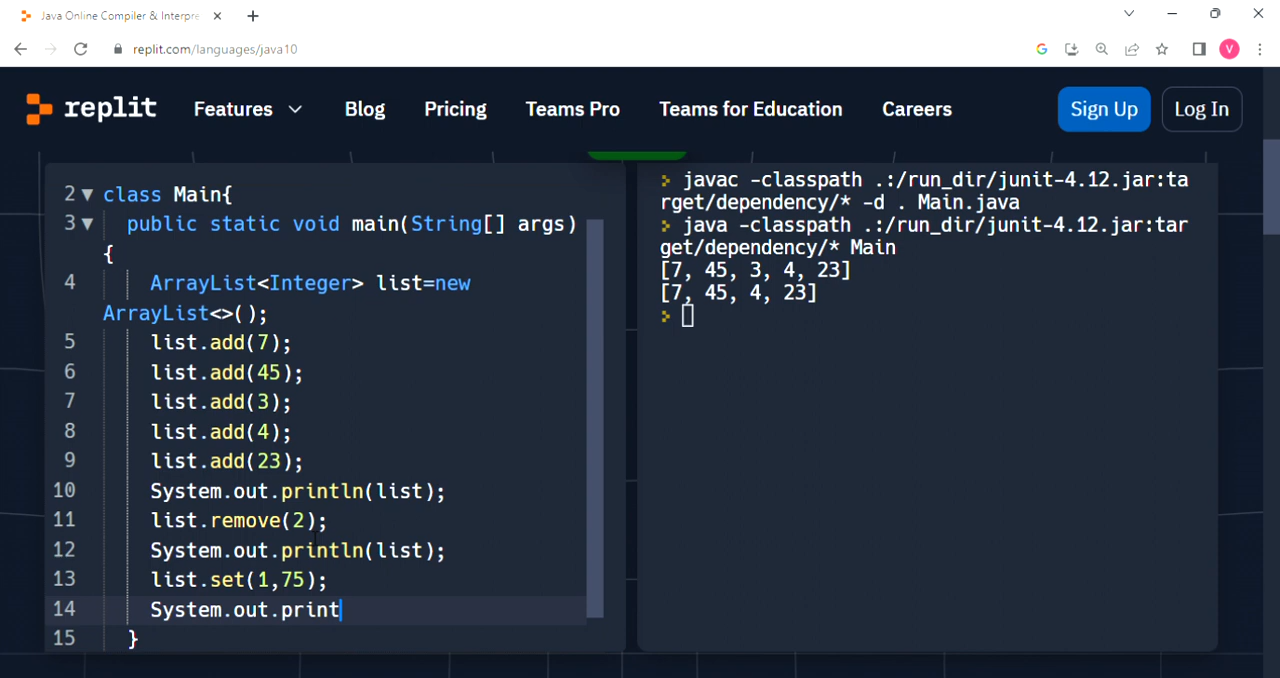 Java Online Compiler & Interpre
replit.com/languages/java10
V
replit Features Blog Pricing Teams Pro Teams for Education Careers Sign Up Log In
2 class Main{
3 public static void main(String[] args)
{
4 ArrayList<Integer> list=new
ArrayList<>();
5 list.add(7);
6 list.add(45);
7 list.add(3);
8 list.add(4);
9 list.add(23);
10 System.out.println(list);
11 list.remove(2);
12 System.out.println(list);
13 list.set(1,75);
14 System.out.print
15 }
> javac -classpath .:/run_dir/junit-4.12.jar:ta
rget/dependency/* -d . Main.java
> java -classpath .:/run_dir/junit-4.12.jar:tar
get/dependency/* Main
[7, 45, 3, 4, 23]
[7, 45, 4, 23]
>